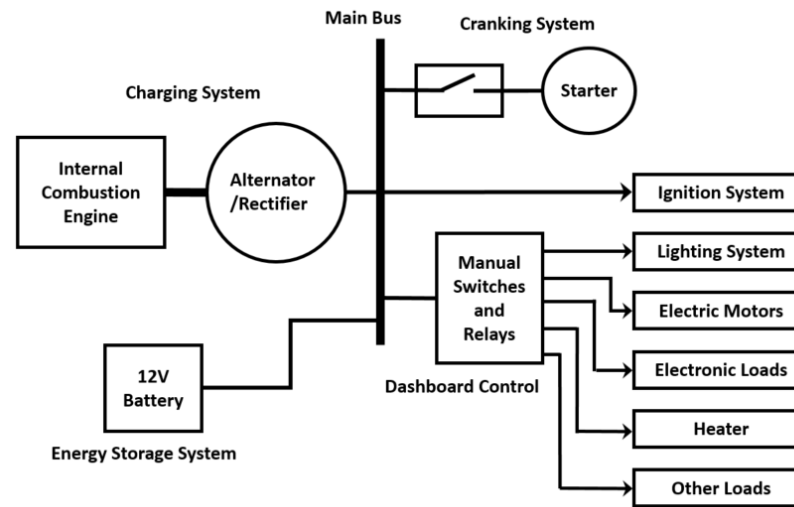 Main Bus
Cranking System
Charging System
Starter
Internal
Combustion
Engine
Alternator
/Rectifier
Ignition System
Lighting System
Manual
Switches
and
Relays
Electric Motors
12V
Battery
Electronic Loads
Dashboard Control
Heater
Energy Storage System
Other Loads